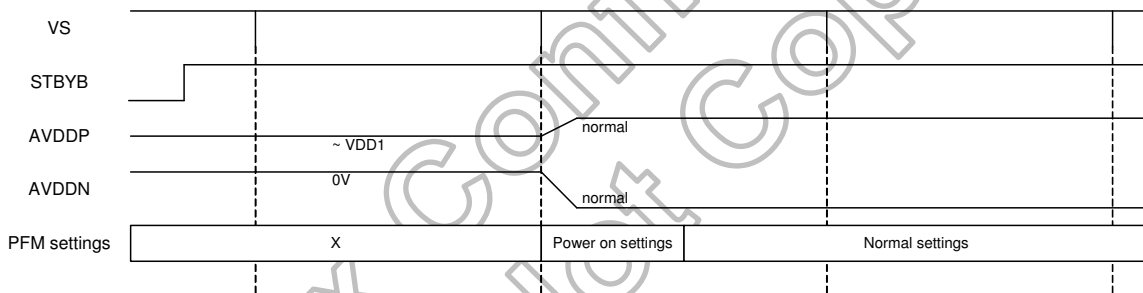 VS
STBYB
AVDDP
normal
~ VDD1
AVDDN
0V
normal
PFM settings
X
Power on settings
Normal settings